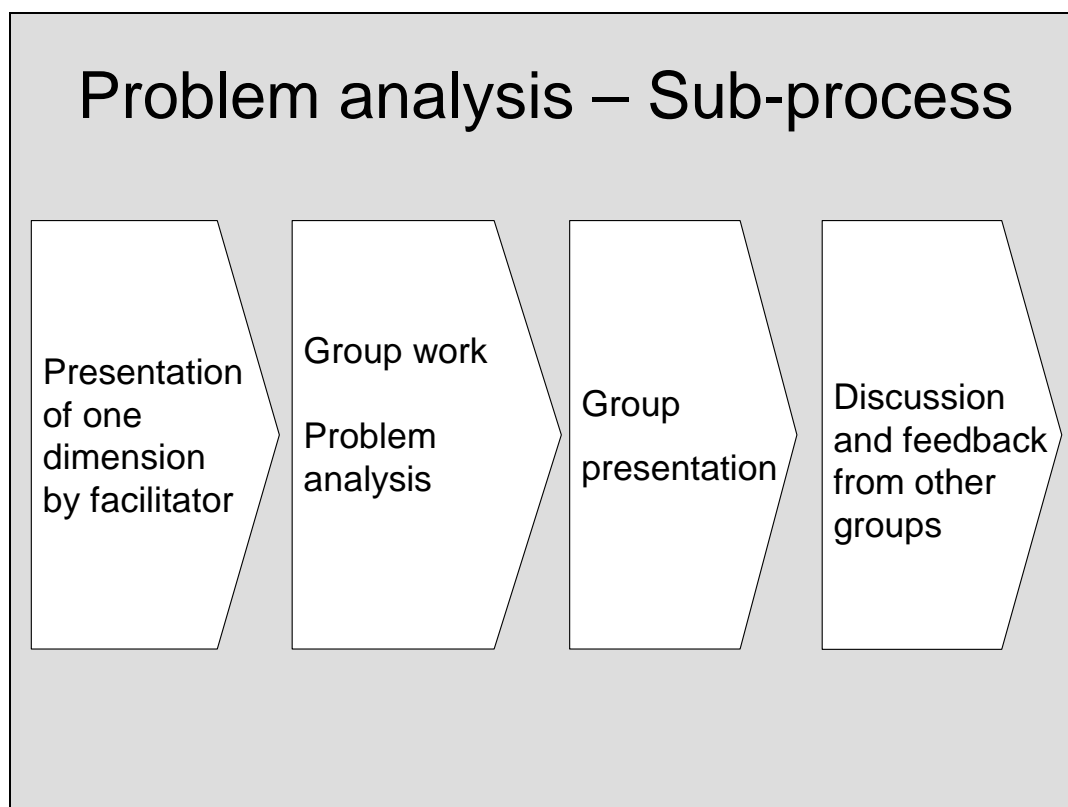 Problem analysis – Sub-process
Presentation
of one
dimension
by facilitator
Group work
Problem
analysis
Group
presentation
Discussion
and feedback
from other
groups